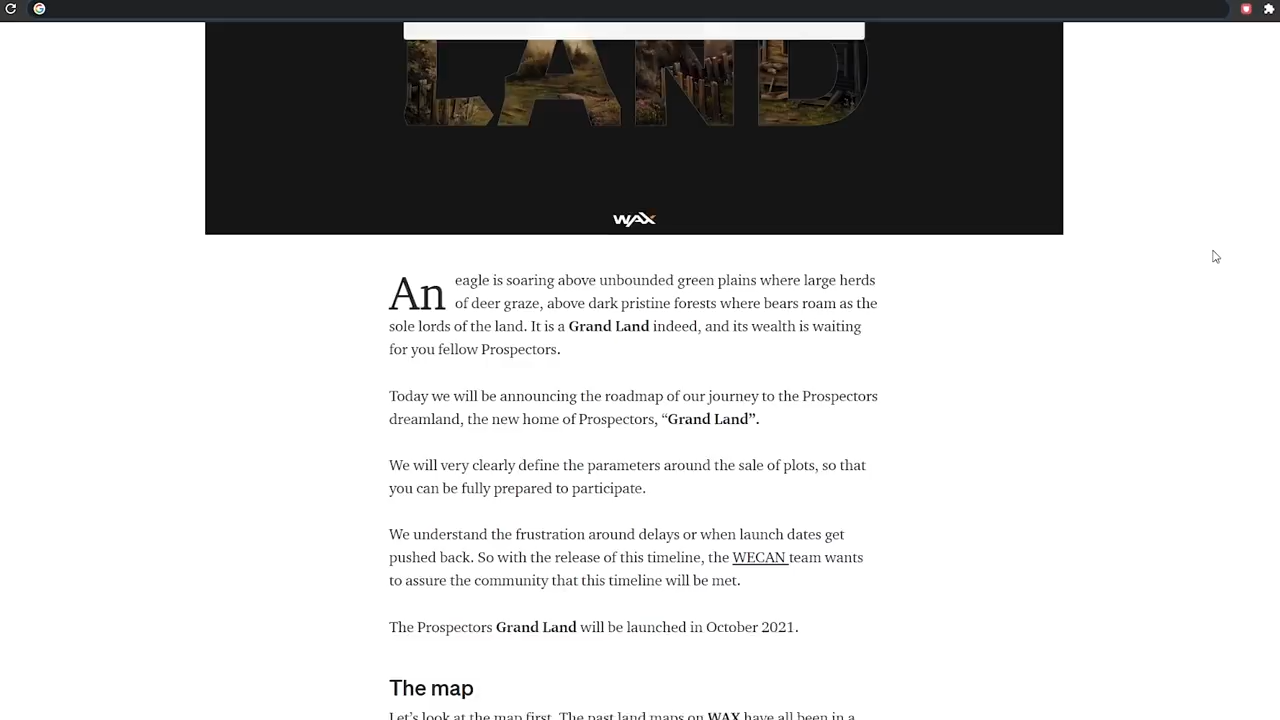 LAND
WAX
An eagle is soaring above unbounded green plains where large herds
of deer graze, above dark pristine forests where bears roam as the
sole lords of the land. It is a Grand Land indeed, and its wealth is waiting
for you fellow Prospectors.
Today we will be announcing the roadmap of our journey to the Prospectors
dreamland, the new home of Prospectors, “Grand Land”.
We will very clearly define the parameters around the sale of plots, so that
you can be fully prepared to participate.
We understand the frustration around delays or when launch dates get
pushed back. So with the release of this timeline, the WECAN team wants
to assure the community that this timeline will be met.
The Prospectors Grand Land will be launched in October 2021.
The map
Let’s look at the map first. The past land maps on WAX have all been in a